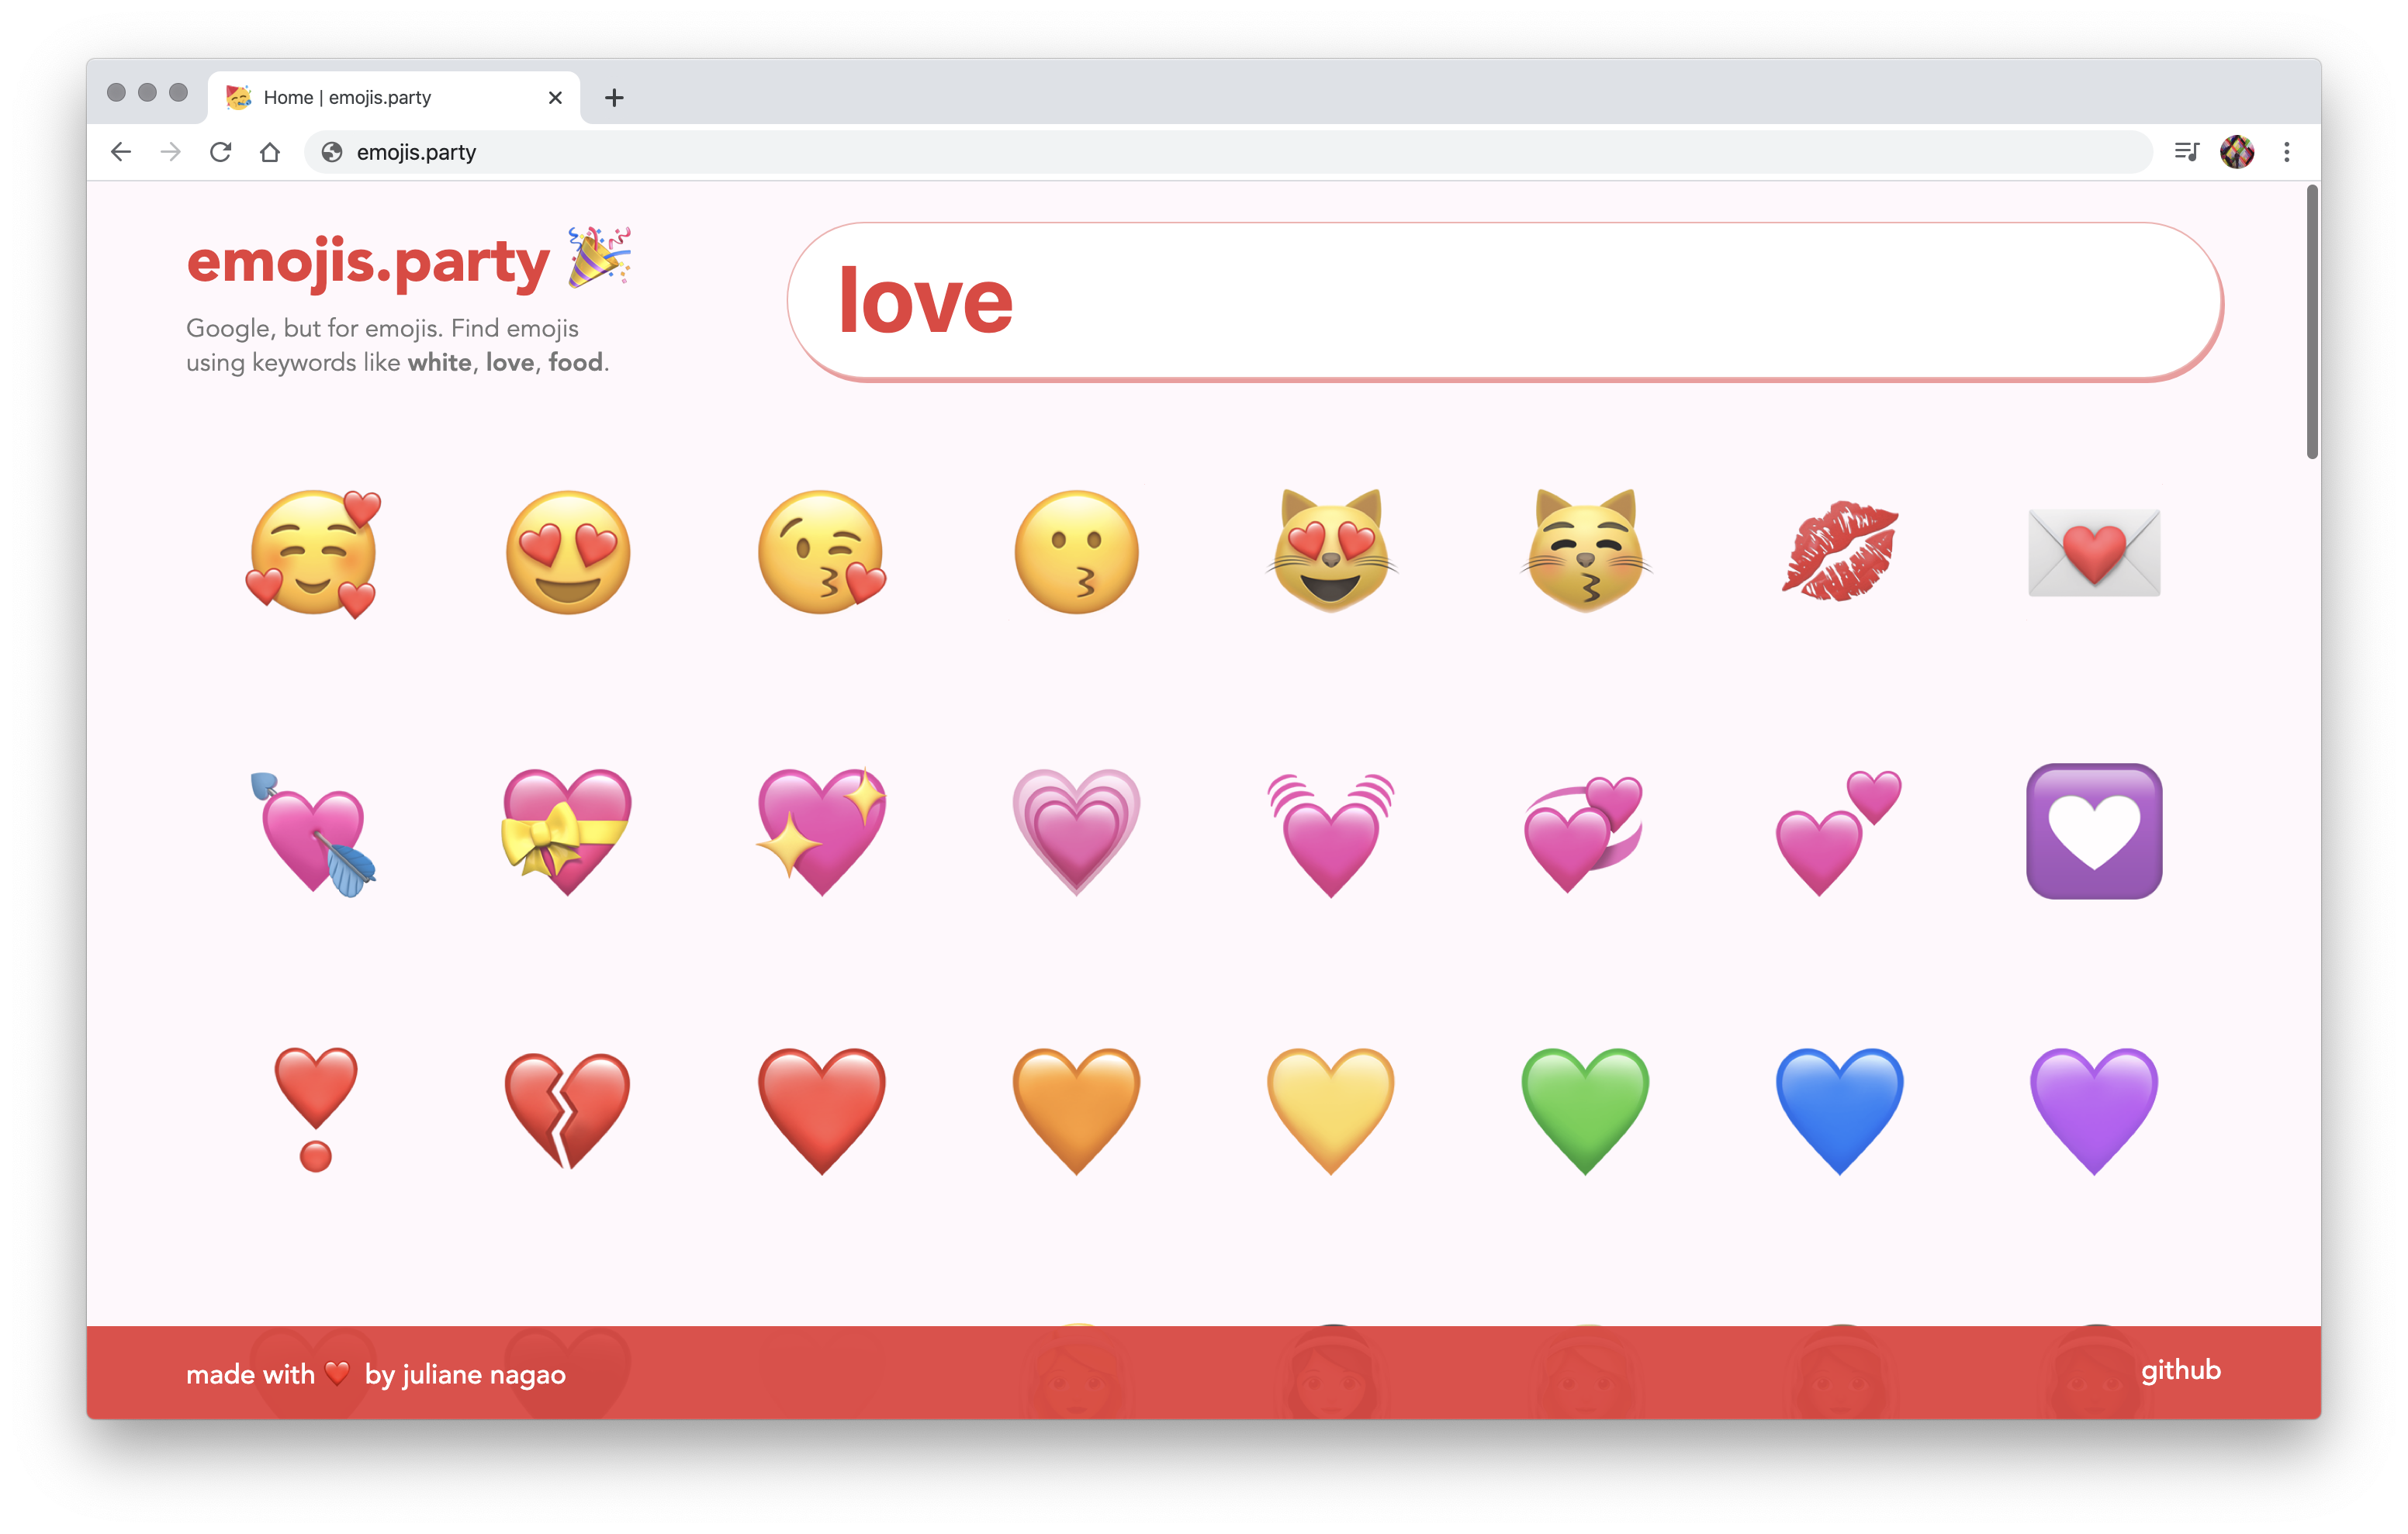 Home | emojis.party
emojis.party
emojis.party 🎉
love
Google, but for emojis. Find emojis
using keywords like white, love, food.
made with ❤️ by juliane nagao
github